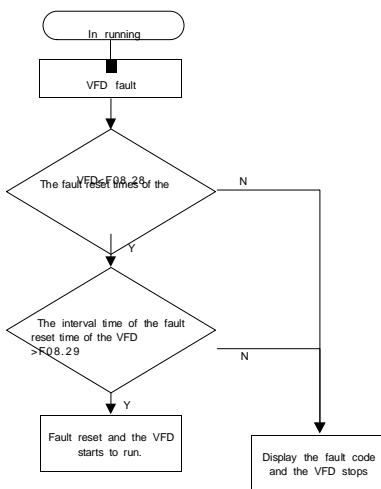 In running
VFD fault
The fault reset times of the
VFD<F08.28
N
Y
The interval time of the fault
reset time of the VFD
>F08.29
N
Y
Fault reset and the VFD
starts to run.
Display the fault code
and the VFD stops